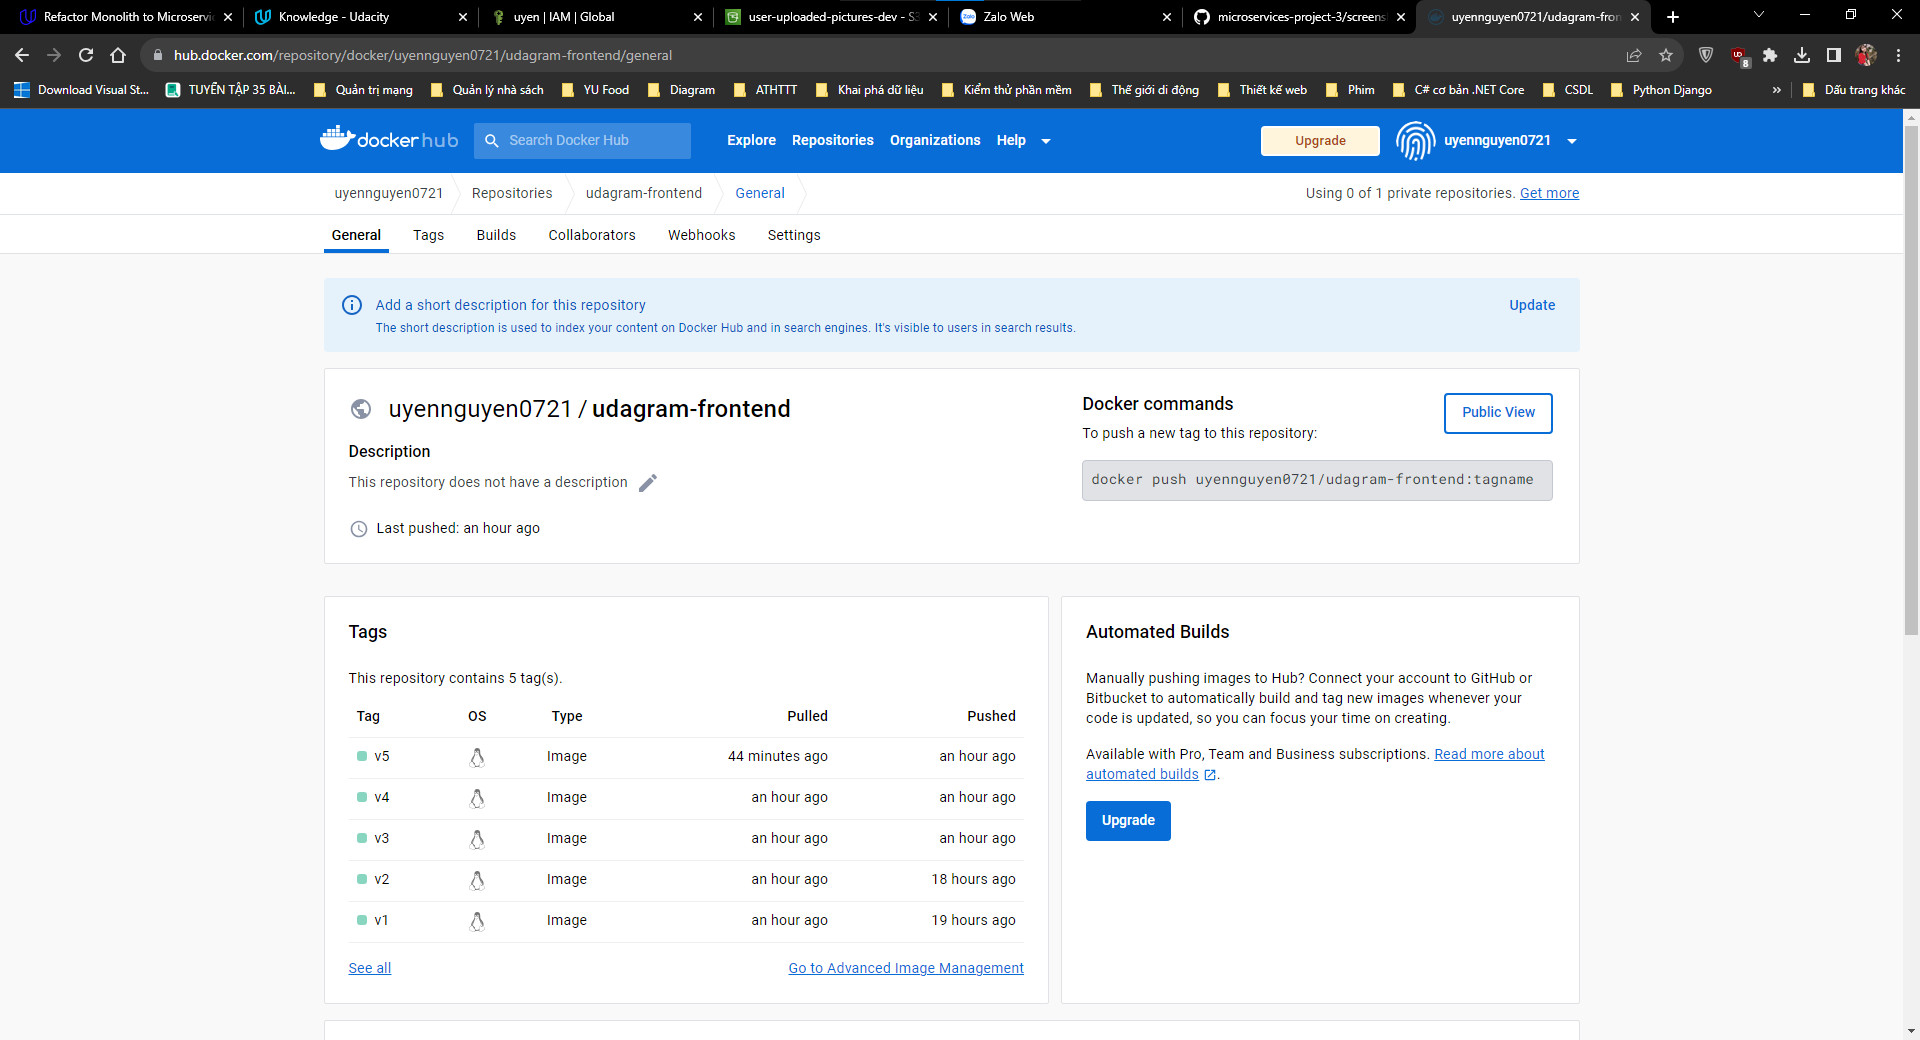 Refactor Monolith to Microservi
Knowledge - Udacity
uyen | IAM | Global
user-uploaded-pictures-dev - S3
Zalo Web
microservices-project-3/screens
uyennguyen0721/udagram-fron
hub.docker.com/repository/docker/uyennguyen0721/udagram-frontend/general
8
Download Visual St...
TUYỂN TẬP 35 BÀI...
Quản trị mạng
Quản lý nhà sách
YU Food
Diagram
ATHTTT
Khai phá dữ liệu
Kiểm thử phần mềm
Thế giới di động
Thiết kế web
Phim
C# cơ bản .NET Core
CSDL
Python Django
»
Dấu trang khác
docker hub
Search Docker Hub
Explore
Repositories
Organizations
Help
Upgrade
uyennguyen0721
uyennguyen0721
Repositories
udagram-frontend
General
Using 0 of 1 private repositories. Get more
General
Tags
Builds
Collaborators
Webhooks
Settings
Add a short description for this repository
Update
The short description is used to index your content on Docker Hub and in search engines. It's visible to users in search results.
uyennguyen0721 / udagram-frontend
Description
This repository does not have a description
Last pushed: an hour ago
Docker commands
Public View
To push a new tag to this repository:
docker push uyennguyen0721/udagram-frontend:tagname
Tags
This repository contains 5 tag(s).
Tag OS Type Pulled Pushed
v5 Image 44 minutes ago an hour ago
v4 Image an hour ago an hour ago
v3 Image an hour ago an hour ago
v2 Image an hour ago 18 hours ago
v1 Image an hour ago 19 hours ago
See all
Go to Advanced Image Management
Automated Builds
Manually pushing images to Hub? Connect your account to GitHub or
Bitbucket to automatically build and tag new images whenever your
code is updated, so you can focus your time on creating.
Available with Pro, Team and Business subscriptions. Read more about
automated builds.
Upgrade